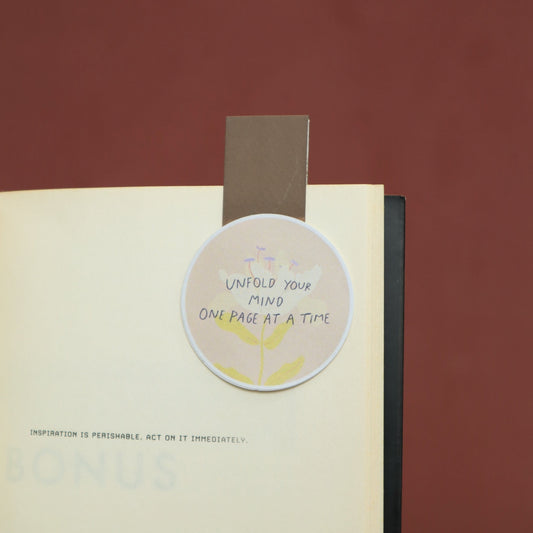 UNFOLD YOUR
MIND
ONE PAGE AT A TIME
INSPIRATION IS PERISHABLE. ACT ON IT IMMEDIATELY.
BONUS